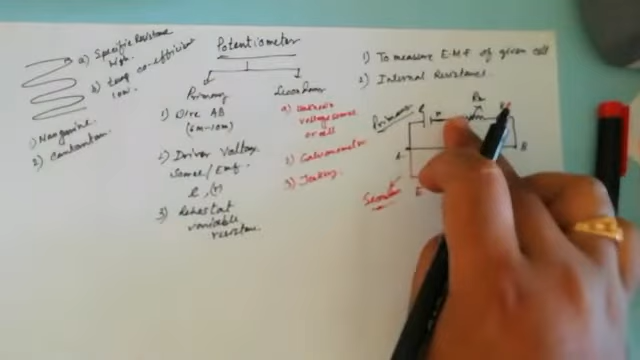 a) Specific Resistance
high.
b) temp co-efficient
low.
1) Manganine.
2) Constantan.
Potentiometer
Primary
1) Wire AB
(4m-10m)
2) Driver Voltage
Source/Emf
e, (r)
3) Rehostat
variable
resistance.
Secondary
a) Unknown
voltage source
or cell
2) Galvanometer
3) Jockey.
1) To measure E.M.F of given cell
2) Internal Resistance.
Primary
e
r
A
B
Secondary
E